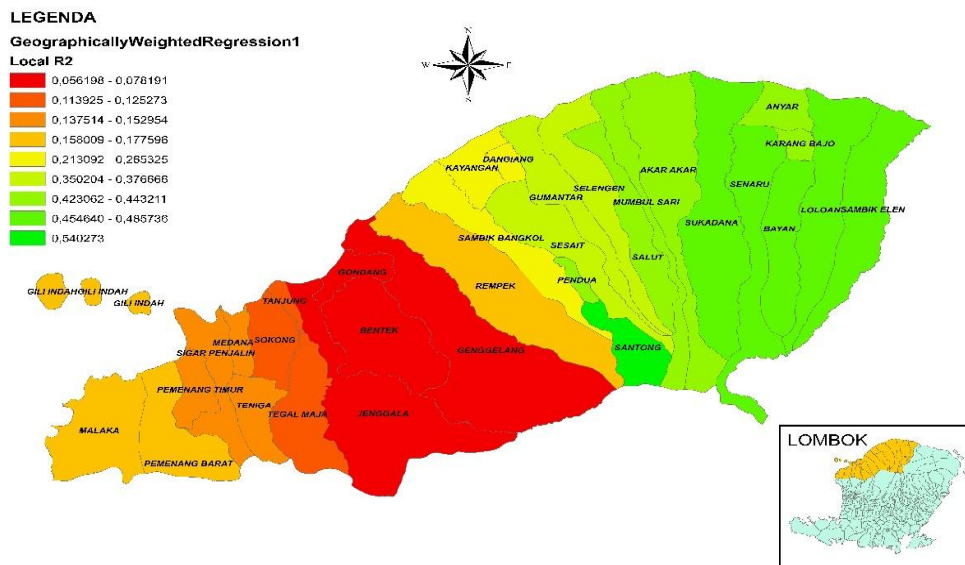 LEGENDA
GeographicallyWeightedRegression1
Local R2
0,056198 - 0,078191
0,113925 - 0,125273
0,137514 - 0,152954
0,158009 - 0,177596
0,213092 - 0,265325
0,350204 - 0,376666
0,423062 - 0,443211
0,454640 - 0,485736
0,540273
N
W E
S
ANYAR
KARANG BAJO
DANGIANG
KAYANGAN
AKAR AKAR
SELENGEN
SENARU
GUMANTAR
MUMBUL SARI
LOLOAN
SAMBIK ELEN
SUKADANA
BAYAN
SAMBIK BANGKOL
SESAIT
SALUT
GONDANG
PENDUA
REMPEK
GILI INDAH
GILI INDAH
GILI INDAH
TANJUNG
BENTEK
MEDANA
SOKONG
SANTONG
SIGAR PENJALIN
GENGGELANG
PEMENANG TIMUR
TENIGA
TEGAL MAJA
JENGGALA
MALAKA
PEMENANG BARAT
LOMBOK